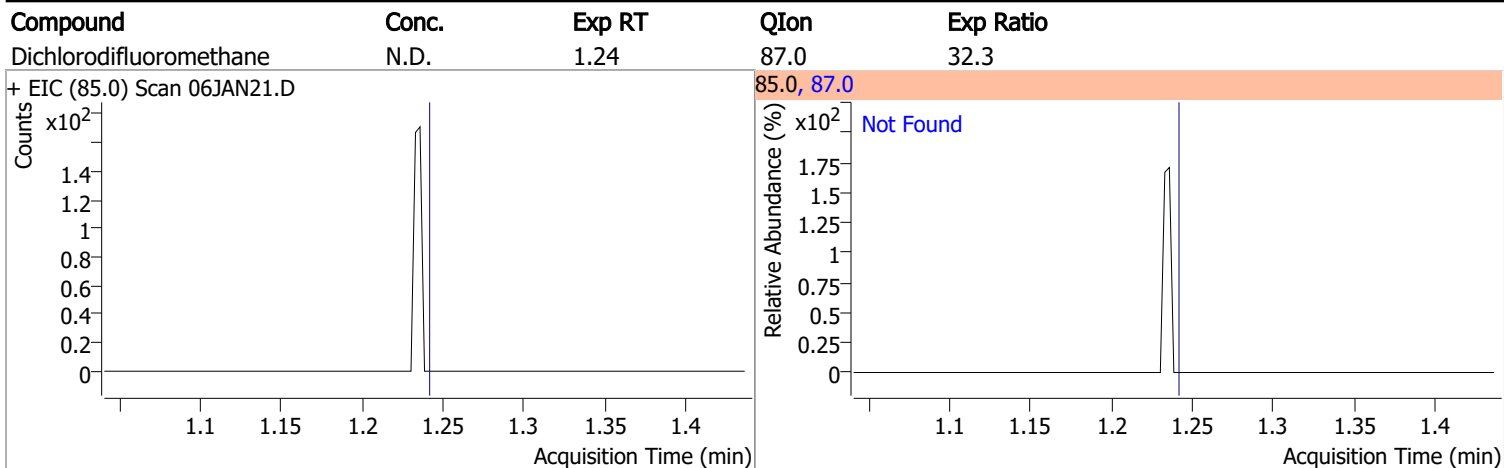 Compound Conc. Exp RT QIon Exp Ratio
Dichlorodifluoromethane N.D. 1.24 87.0 32.3
+ EIC (85.0) Scan 06JAN21.D
Counts
x10²
1.4
1.2
1
0.8
0.6
0.4
0.2
0
1.1 1.15 1.2 1.25 1.3 1.35 1.4
Acquisition Time (min)
85.0, 87.0
Relative Abundance (%)
x10²
Not Found
1.75
1.5
1.25
1
0.75
0.5
0.25
0
1.1 1.15 1.2 1.25 1.3 1.35 1.4
Acquisition Time (min)